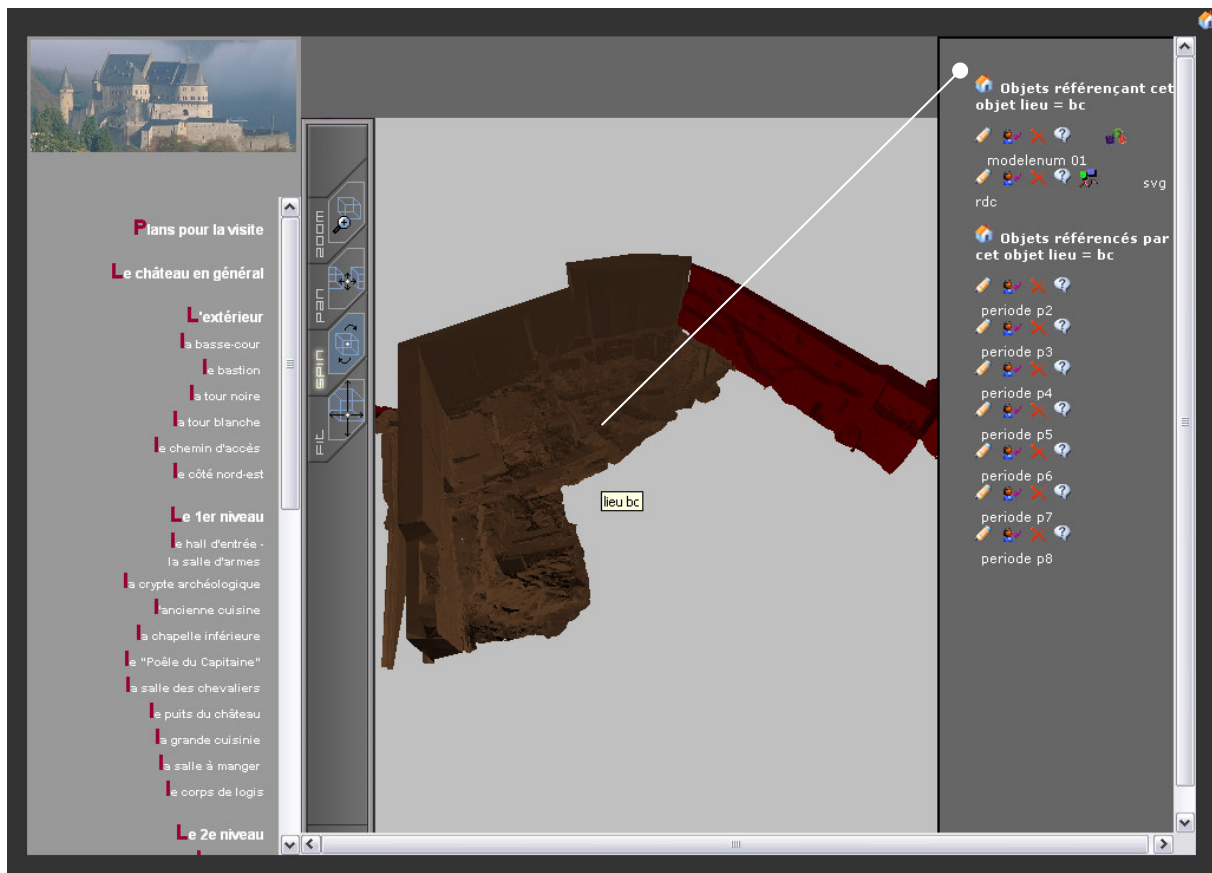 Plans pour la visite
Le château en général
L'extérieur
la basse-cour
le bastion
la tour noire
la tour blanche
le chemin d'accès
le côté nord-est
Le 1er niveau
le hall d'entrée -
la salle d'armes
la crypte archéologique
l'ancienne cuisine
la chapelle inférieure
le "Poêle du Capitaine"
la salle des chevaliers
le puits du château
la grande cuisinie
la salle à manger
le corps de logis
Le 2e niveau
ZOOM
PAN
SPIN
FIT
lieu bc
Objets référençant cet
objet lieu = bc
modelenum 01
svg
rdc
Objets référencés par
cet objet lieu = bc
periode p2
periode p3
periode p4
periode p5
periode p6
periode p7
periode p8